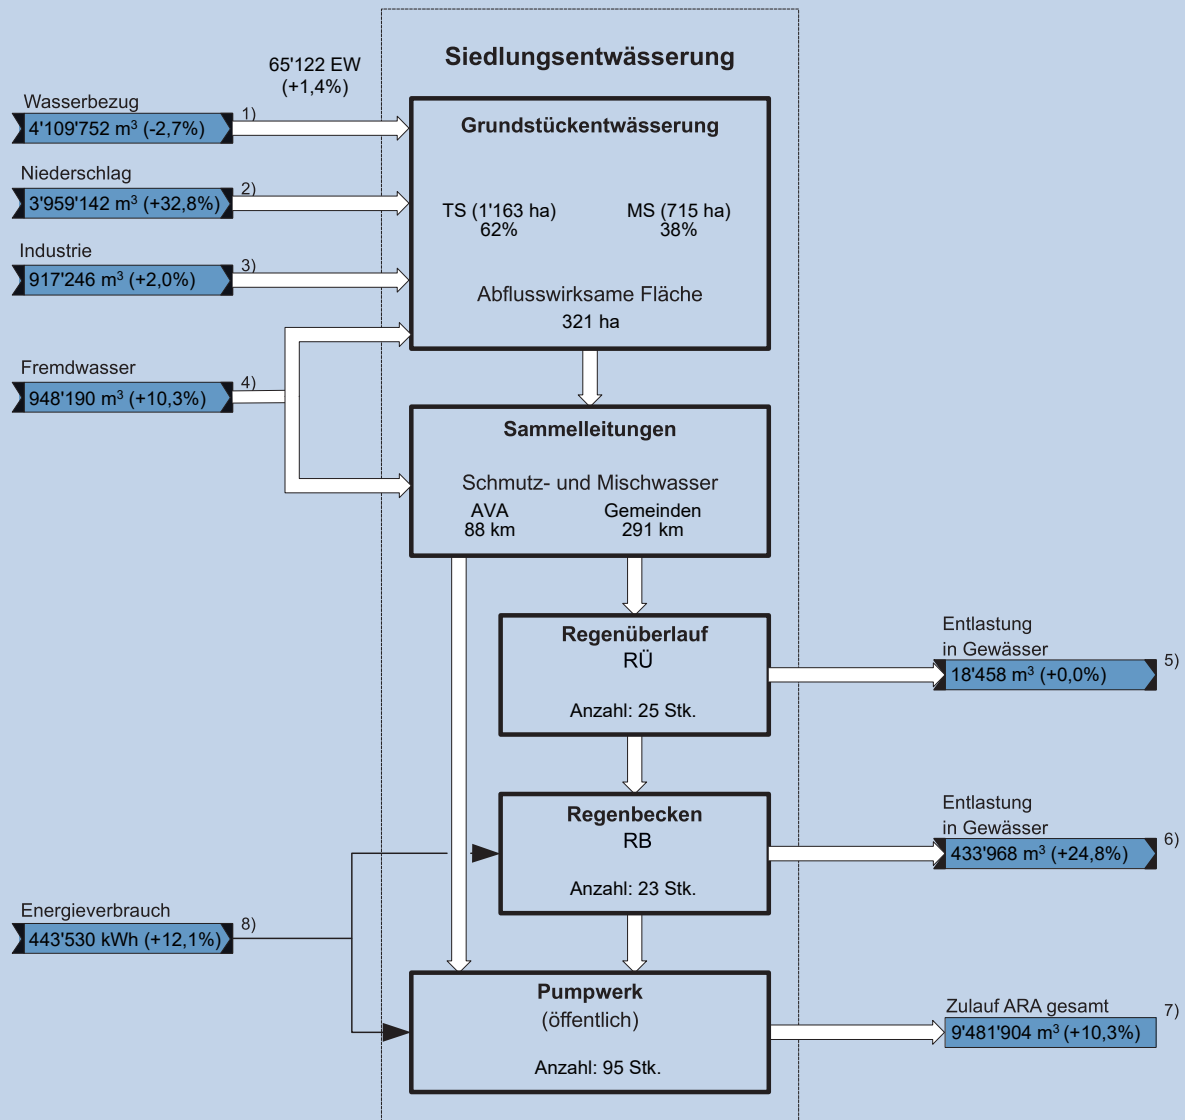 Siedlungsentwässerung
65'122 EW
(+1,4%)
Wasserbezug
4'109'752 m³ (-2,7%)
1)
Niederschlag
3'959'142 m³ (+32,8%)
2)
Industrie
917'246 m³ (+2,0%)
3)
Fremdwasser
948'190 m³ (+10,3%)
4)
Grundstückentwässerung
TS (1'163 ha)
62%
MS (715 ha)
38%
Abflusswirksame Fläche
321 ha
Sammelleitungen
Schmutz- und Mischwasser
AVA
88 km
Gemeinden
291 km
Regenüberlauf
RÜ
Anzahl: 25 Stk.
Entlastung
in Gewässer
18'458 m³ (+0,0%)
5)
Regenbecken
RB
Anzahl: 23 Stk.
Entlastung
in Gewässer
433'968 m³ (+24,8%)
6)
Energieverbrauch
443'530 kWh (+12,1%)
8)
Pumpwerk
(öffentlich)
Anzahl: 95 Stk.
Zulauf ARA gesamt
9'481'904 m³ (+10,3%)
7)